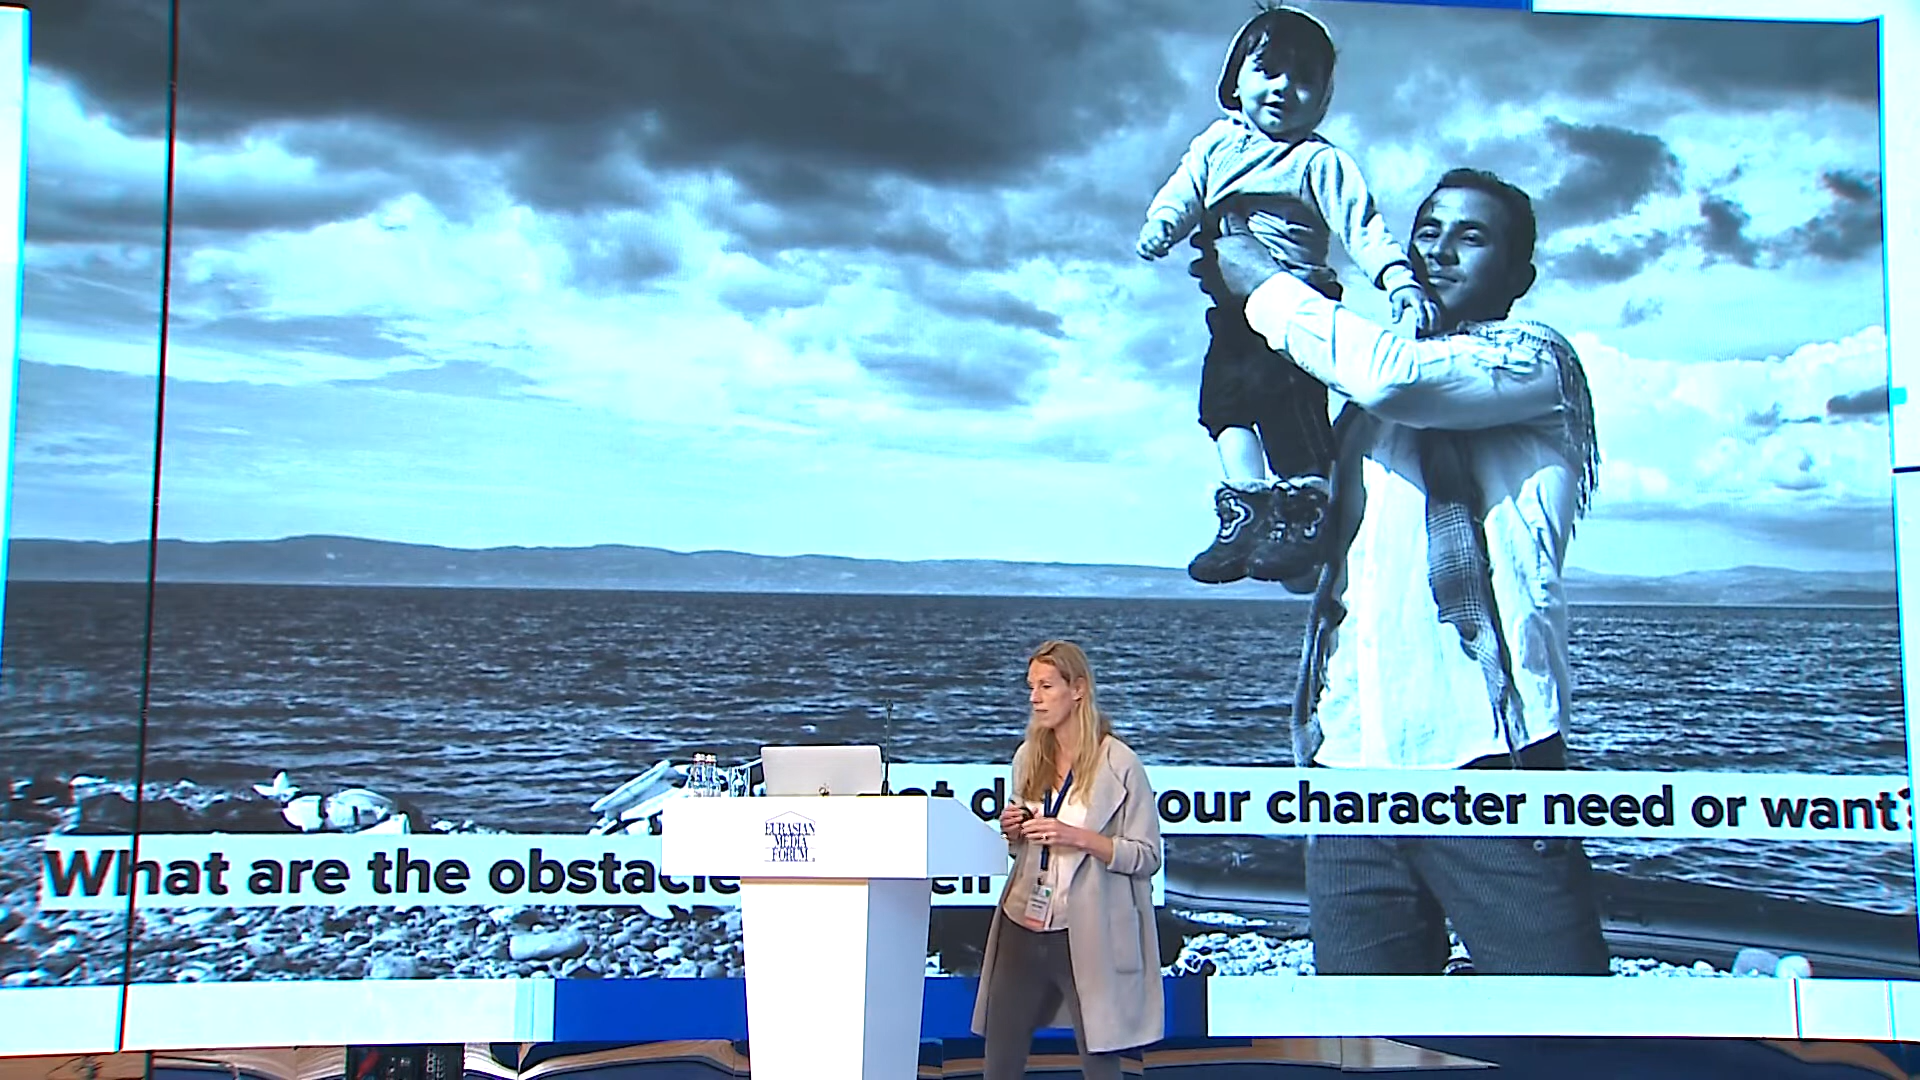 your character need or want?
What are the obstacle
EURASIAN
MEDIA
FORUM